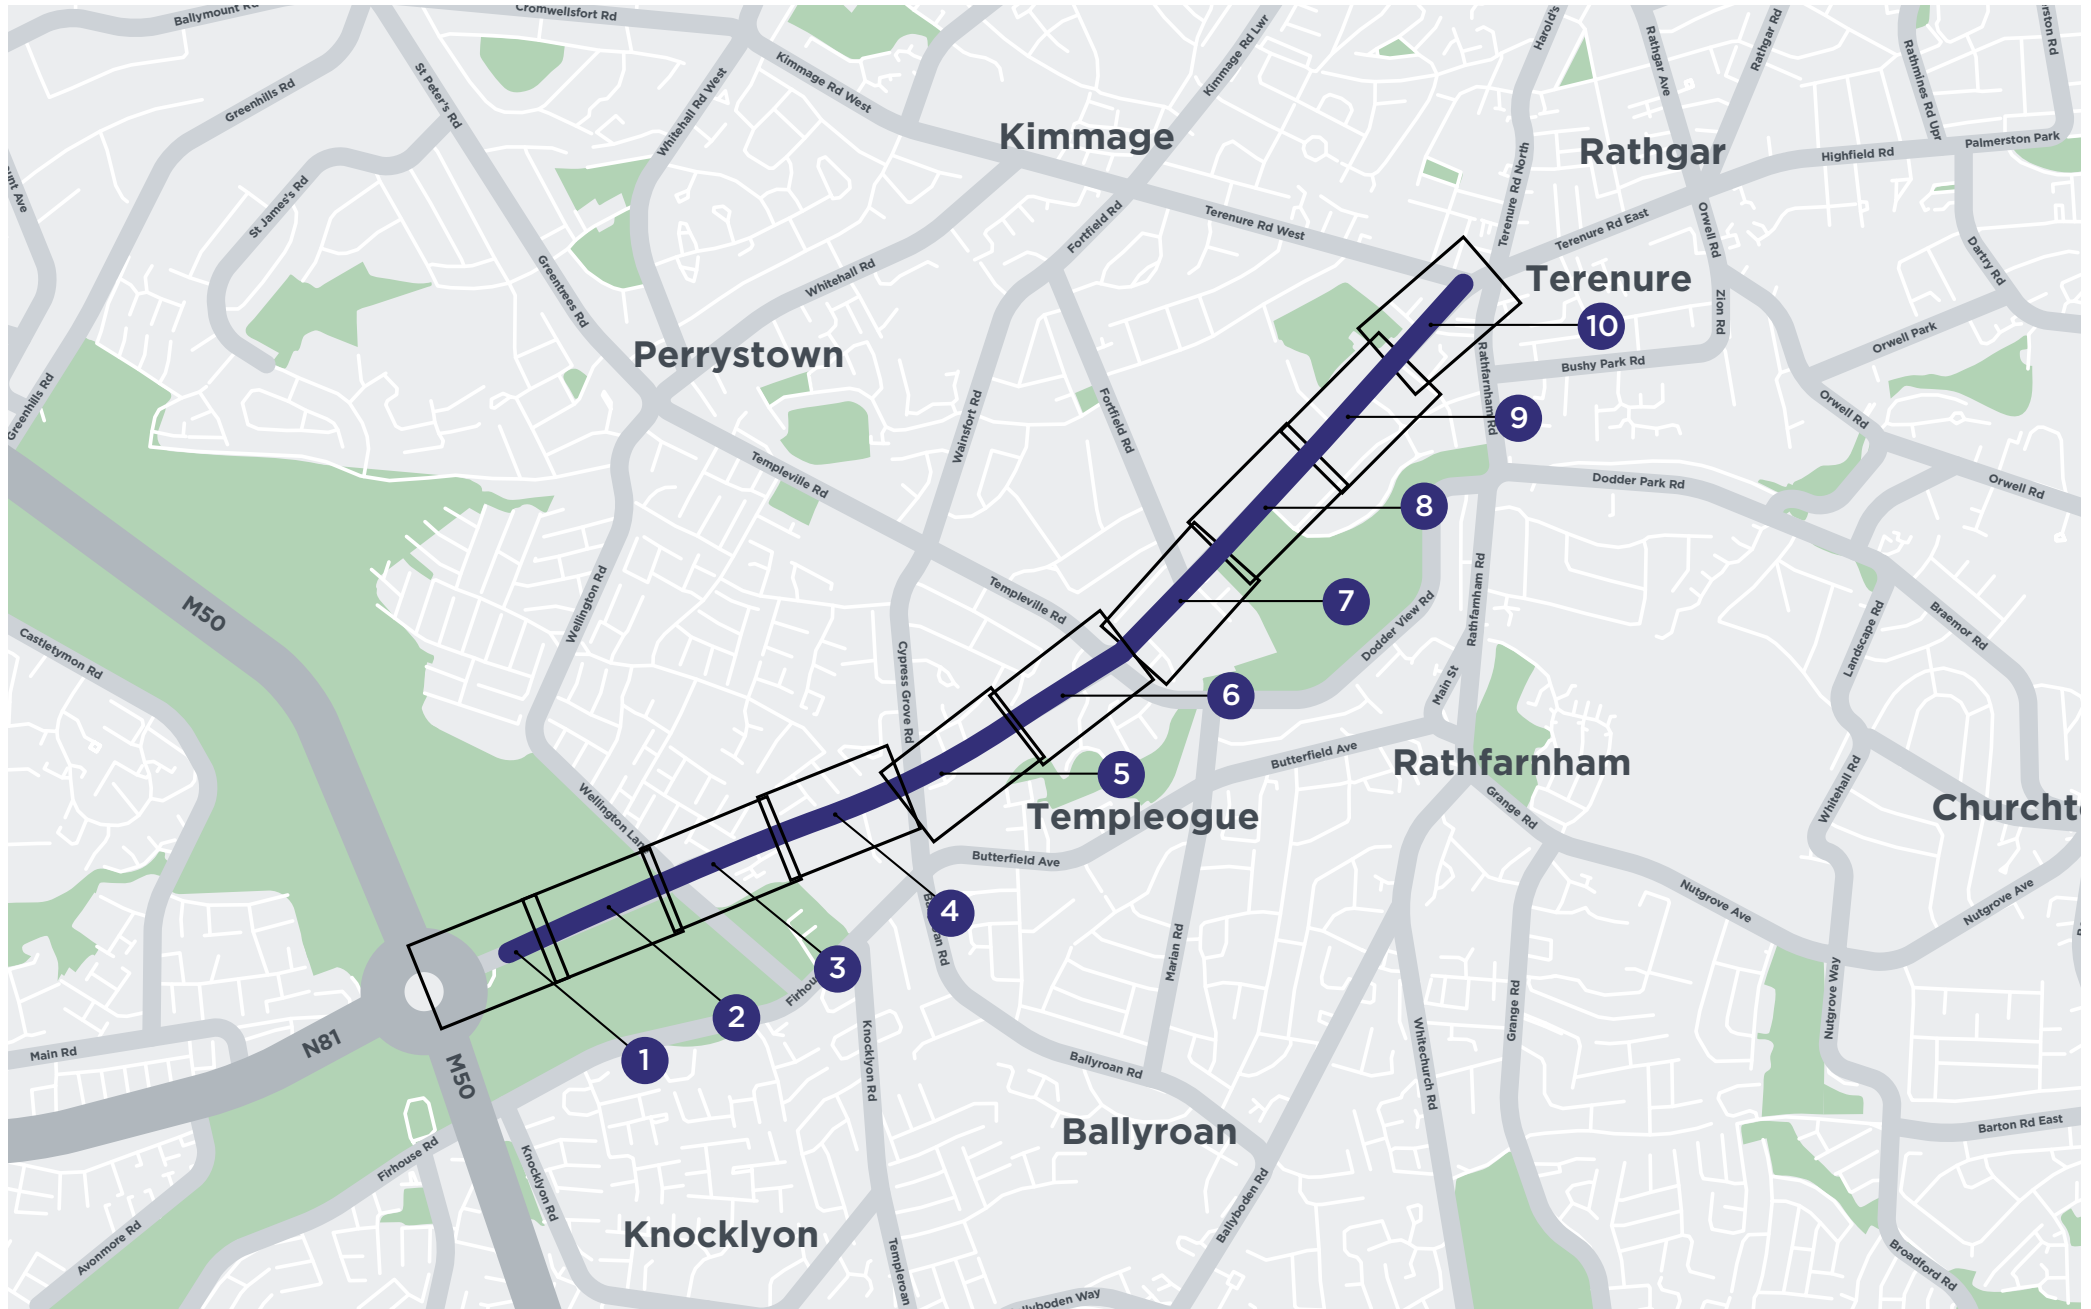 Ballymount Rd
Cromwellsfort Rd
St Peter's Rd
Greenhills Rd
Whitehall Rd West
Kimmage Rd West
Kimmage Rd Lwr
Harold's
Rathgar Ave
Rathgar Rd
Rathmines Rd Upr
Palmerston Park
Highfield Rd
Kimmage
Rathgar
St James's Rd
Greentrees Rd
Whitehall Rd
Fortfield Rd
Terenure Rd West
Terenure Rd North
Terenure Rd East
Orwell Rd
Dartry Rd
Terenure
Zion Rd
10
Orwell Park
Bushy Park Rd
Perrystown
Greenhills Rd
Wainsfort Rd
Fortfield Rd
Rathfarnham Rd
9
Orwell Rd
Templeville Rd
Dodder Park Rd
Orwell Rd
8
M50
Wellington Rd
Templeville Rd
7
Dodder View Rd
Rathfarnham Rd
Landscape Rd
Braemor Rd
Castletymon Rd
Cypress Grove Rd
6
Main St
Butterfield Ave
Rathfarnham
5
Templeogue
Wellington Lane
Grange Rd
Whitehall Rd
Butterfield Ave
4
Nutgrove Ave
Nutgrove Ave
3
Marian Rd
2
Nutgrove Way
Grange Rd
N81
Main Rd
M50
1
Knocklyon Rd
Ballyroan Rd
Whitechurch Rd
Ballyroan
Barton Rd East
Firhouse Rd
Knocklyon Rd
Ballyboden Rd
Avonmore Rd
Knocklyon
Templeroan
Broadford Rd